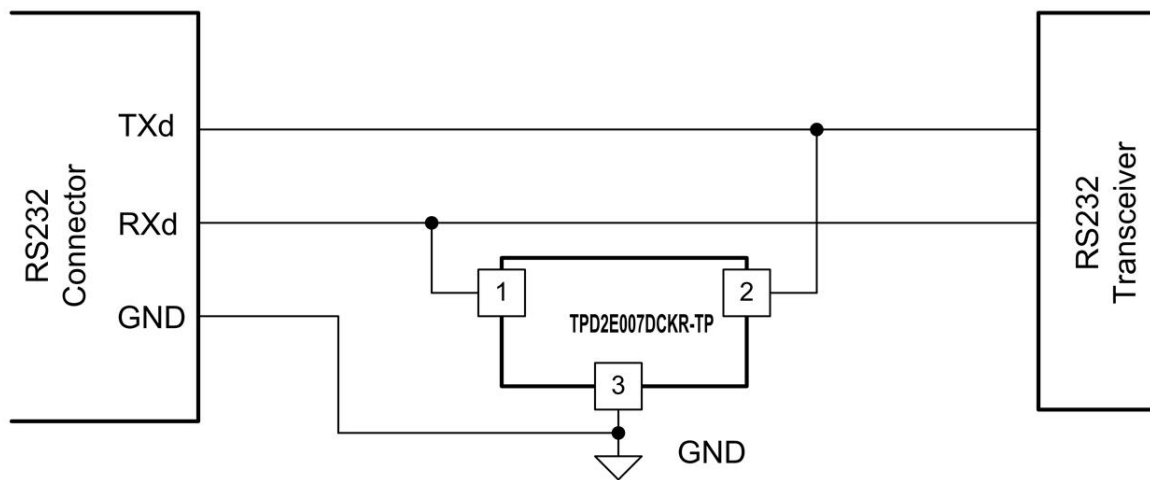 TXd
RXd
GND
RS232
Connector
1
2
TPD2E007DCKR-TP
3
GND
RS232
Transceiver